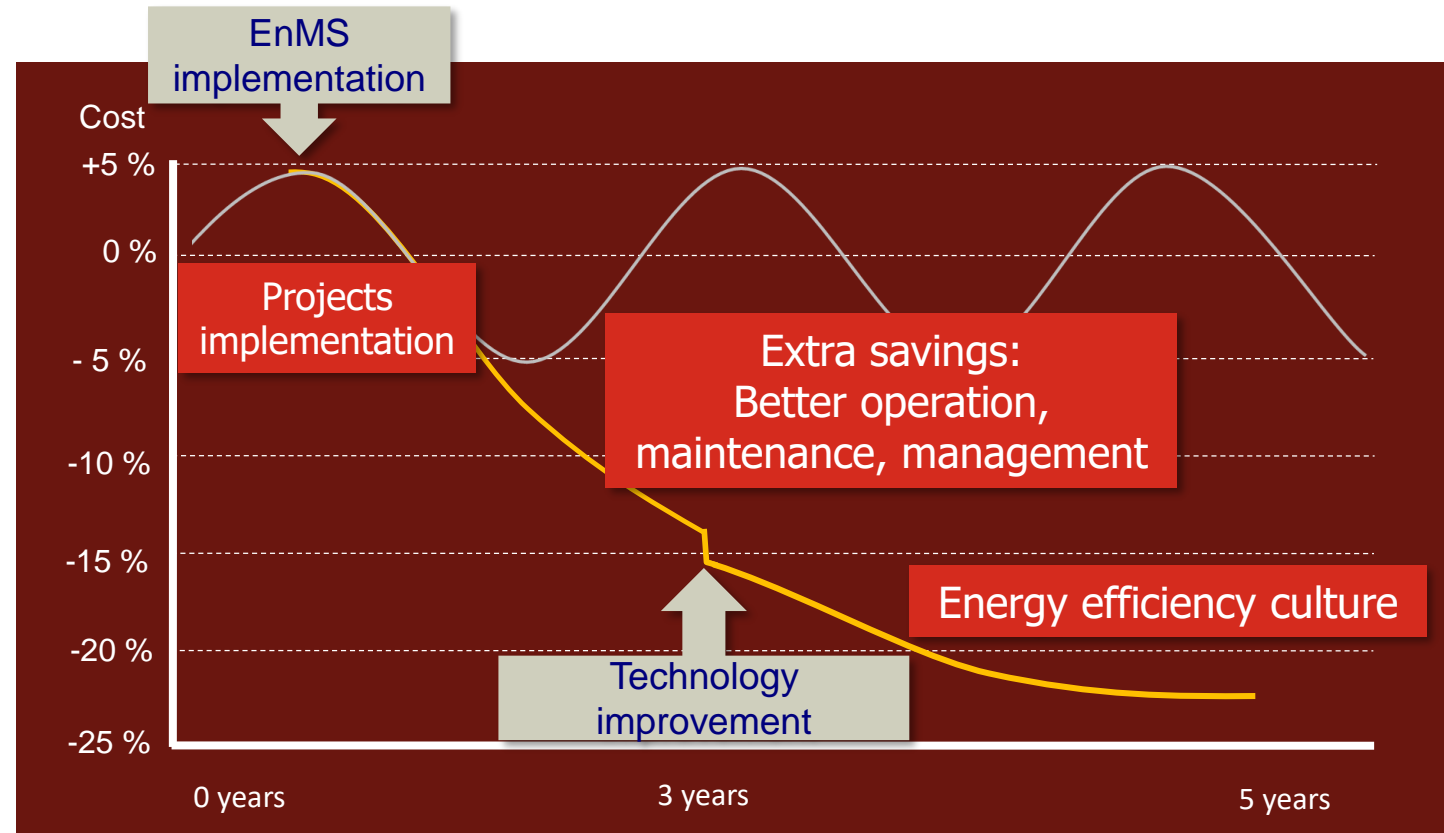 EnMS
implementation
Cost
+5 %
0 %
Projects
implementation
- 5 %
Extra savings:
Better operation,
maintenance, management
-10 %
-15 %
Energy efficiency culture
-20 %
Technology
improvement
-25 %
0 years
3 years
5 years